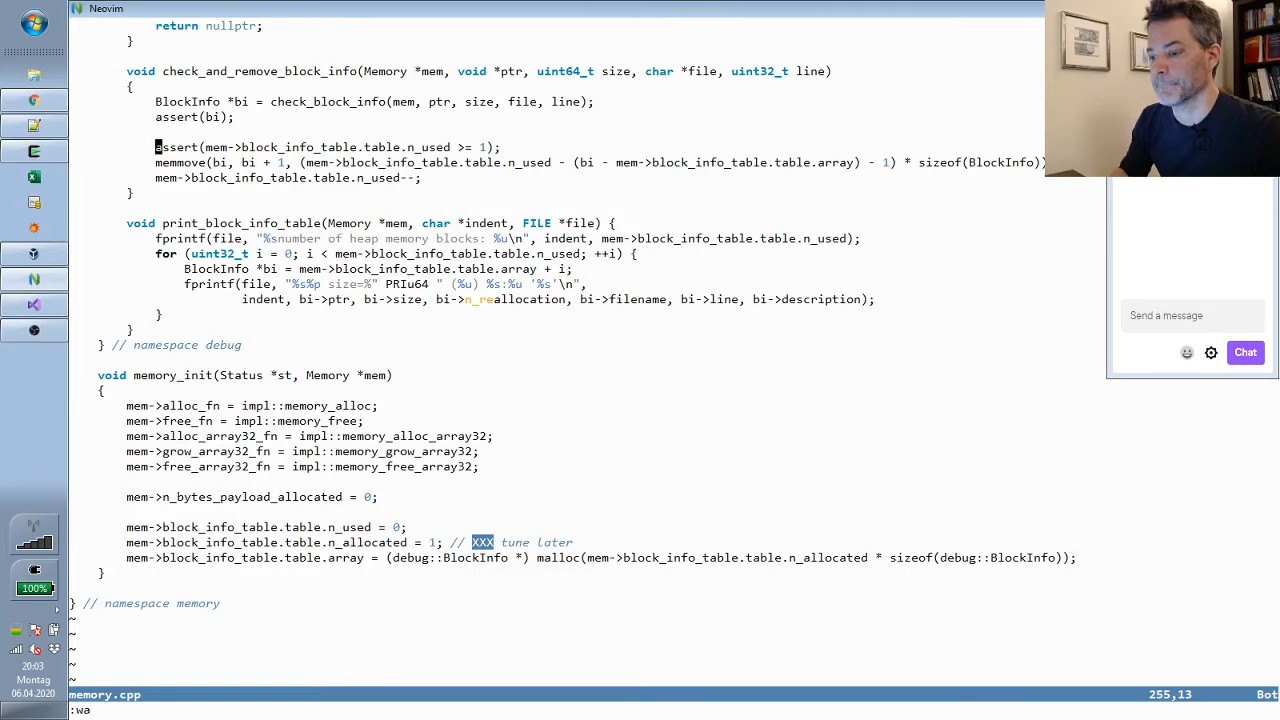 Neovim
return nullptr;
}
void check_and_remove_block_info(Memory *mem, void *ptr, uint64_t size, char *file, uint32_t line)
{
BlockInfo *bi = check_block_info(mem, ptr, size, file, line);
assert(bi);
assert(mem->block_info_table.table.n_used >= 1);
memmove(bi, bi + 1, (mem->block_info_table.table.n_used - (bi - mem->block_info_table.table.array) - 1) * sizeof(BlockInfo))
mem->block_info_table.table.n_used--;
}
void print_block_info_table(Memory *mem, char *indent, FILE *file) {
fprintf(file, "%snumber of heap memory blocks: %u\n", indent, mem->block_info_table.table.n_used);
for (uint32_t i = 0; i < mem->block_info_table.table.n_used; ++i) {
BlockInfo *bi = mem->block_info_table.table.array + i;
fprintf(file, "%s%p size=%" PRIu64 " (%u) %s:%u '%s'\n",
indent, bi->ptr, bi->size, bi->n_reallocation, bi->filename, bi->line, bi->description);
}
}
} // namespace debug
void memory_init(Status *st, Memory *mem)
{
mem->alloc_fn = impl::memory_alloc;
mem->free_fn = impl::memory_free;
mem->alloc_array32_fn = impl::memory_alloc_array32;
mem->grow_array32_fn = impl::memory_grow_array32;
mem->free_array32_fn = impl::memory_free_array32;
mem->n_bytes_payload_allocated = 0;
mem->block_info_table.table.n_used = 0;
mem->block_info_table.table.n_allocated = 1; // XXX tune later
mem->block_info_table.table.array = (debug::BlockInfo *) malloc(mem->block_info_table.table.n_allocated * sizeof(debug::BlockInfo));
}
} // namespace memory
~
~
~
~
~
memory.cpp 255,13 Bot
:wa
Send a message
Chat
100%
20:03
Montag
06.04.2020